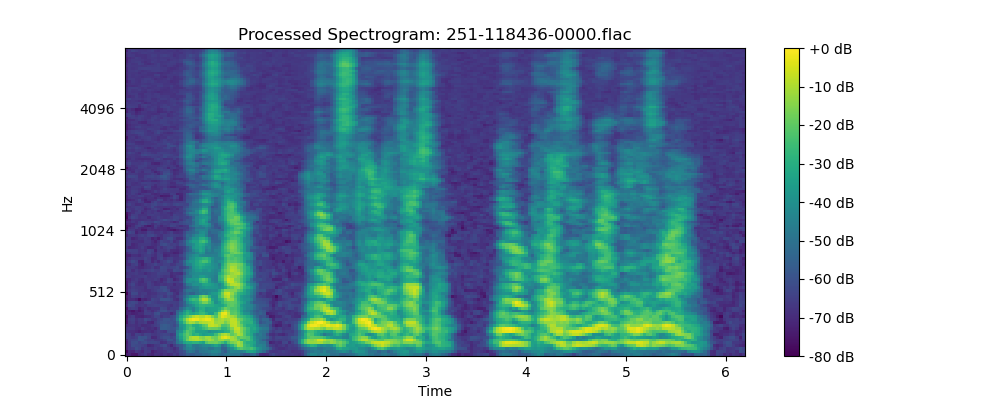 Processed Spectrogram: 251-118436-0000.flac
Hz
4096
2048
1024
512
0
0 1 2 3 4 5 6
Time
+0 dB
-10 dB
-20 dB
-30 dB
-40 dB
-50 dB
-60 dB
-70 dB
-80 dB